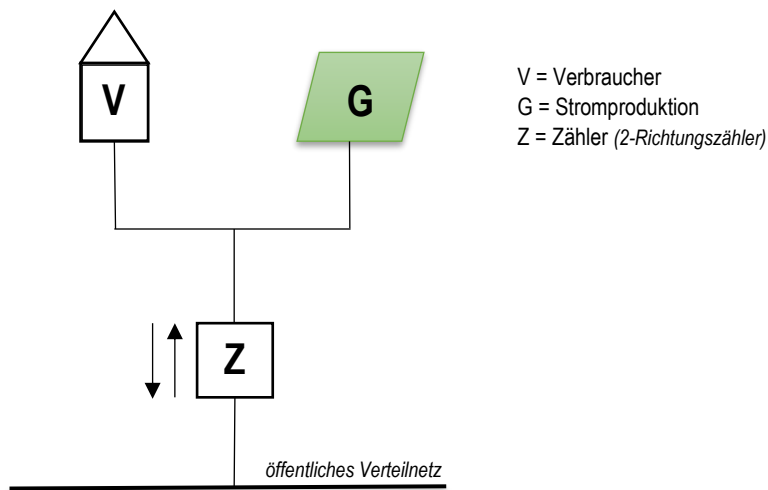 V
G
V = Verbraucher
G = Stromproduktion
Z = Zähler (2-Richtungszähler)
Z
öffentliches Verteilnetz